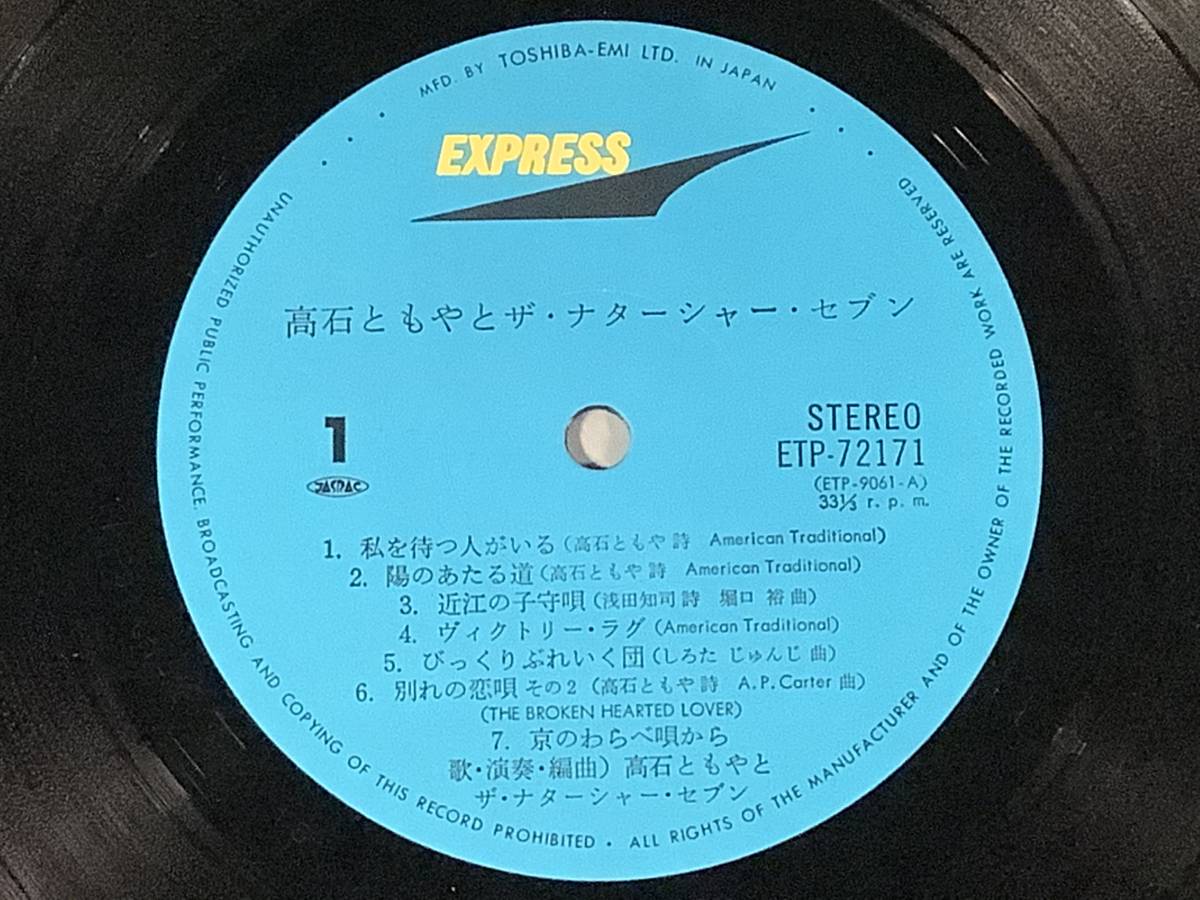 MFD. BY TOSHIBA-EMI LTD. IN JAPAN
EXPRESS
高石ともやとザ・ナターシャー・セブン
1
JASRAC
STEREO
ETP-72171
(ETP-9061-A)
33⅓ r. p. m.
1. 私を待つ人がいる (高石ともや 詩 American Traditional)
2. 陽のあたる道 (高石ともや 詩 American Traditional)
3. 近江の子守唄 (浅田知司 詩 堀口 裕 曲)
4. ヴィクトリー・ラグ (American Traditional)
5. びっくりぶれいく団 (しろた じゅんじ 曲)
6. 別れの恋唄 その2 (高石ともや 詩 A.P.Carter 曲)
(THE BROKEN HEARTED LOVER)
7. 京のわらべ唄から
歌・演奏・編曲) 高石ともやと
ザ・ナターシャー・セブン
UNAUTHORIZED PUBLIC PERFORMANCE, BROADCASTING AND COPYING OF THIS RECORD PROHIBITED • ALL RIGHTS OF THE MANUFACTURER AND OF THE OWNER OF THE RECORDED WORK ARE RESERVED